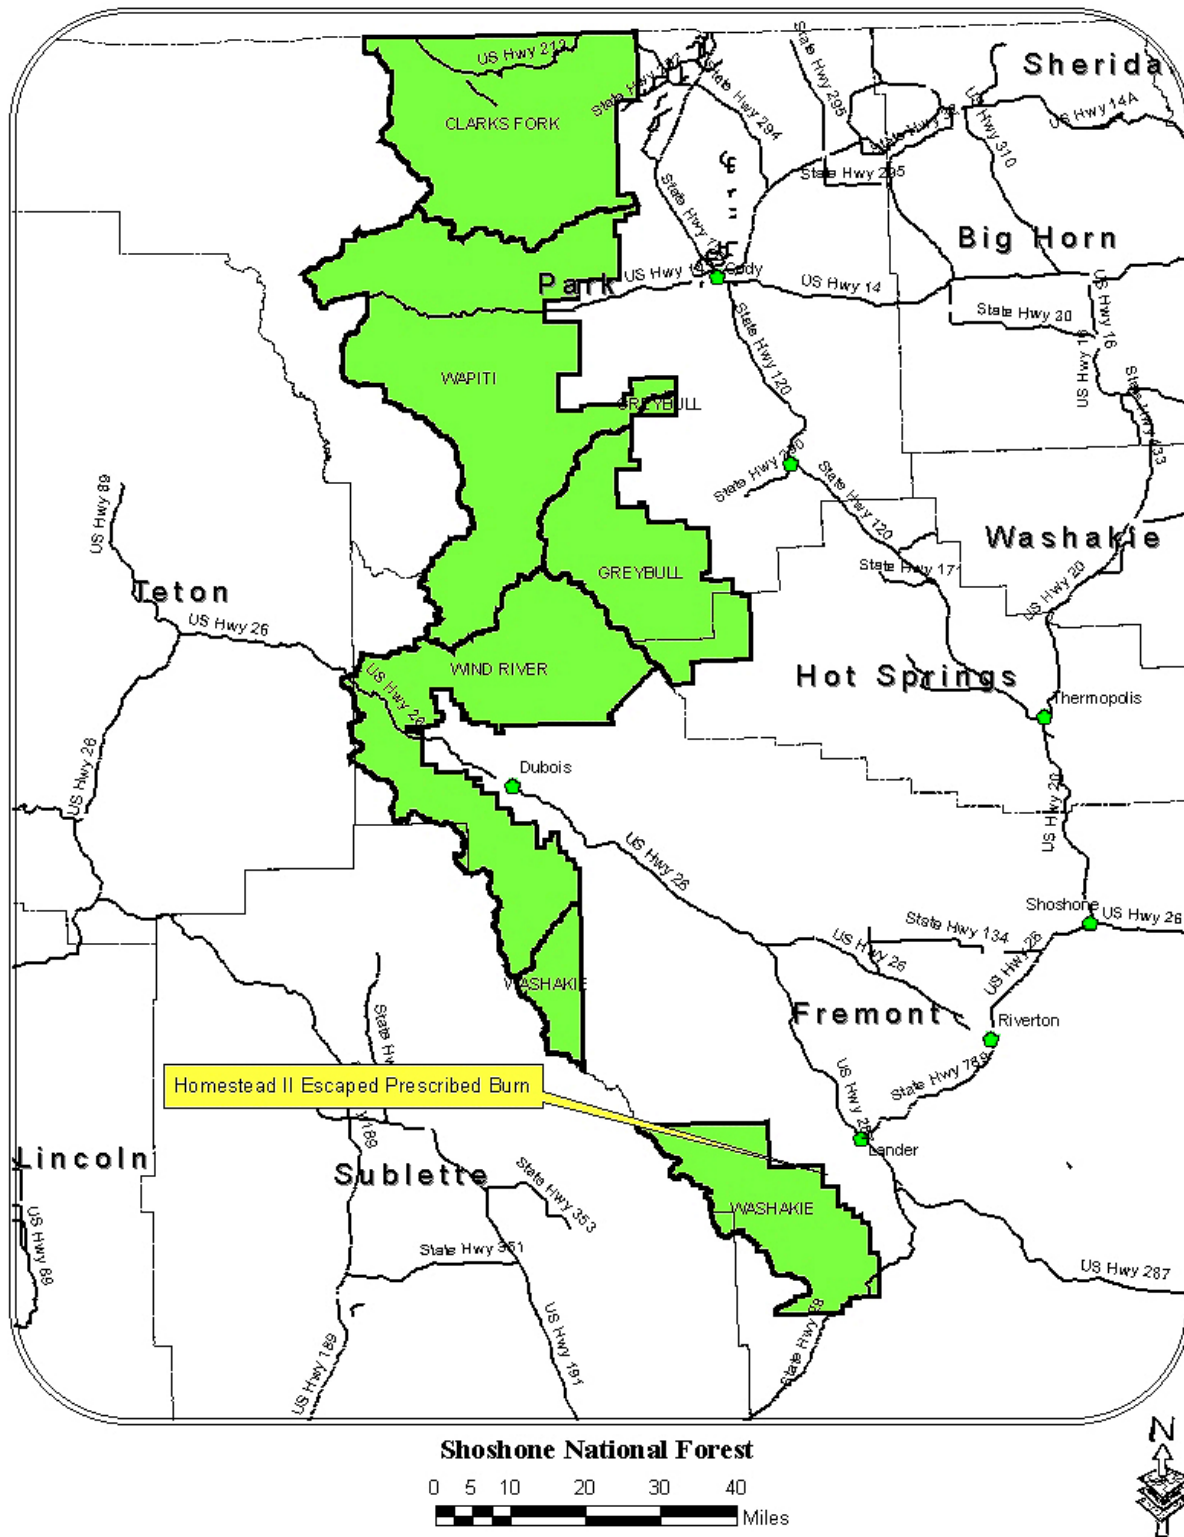 US Hwy 212
Sherida
CLARKS FORK
State Hwy 294
State Hwy 295
US Hwy 310
US Hwy 14A
State Hwy 295
Big Horn
Park
US Hwy 14
Cody
US Hwy 14
State Hwy 30
US Hwy 16
US Hwy 16
State Hwy 120
WAPITI
GREYBULL
State Hwy 290
State Hwy 120
US Hwy 89
Washakie
GREYBULL
State Hwy 171
US Hwy 20
Teton
US Hwy 26
WIND RIVER
US Hwy 26
Hot Springs
Thermopolis
US Hwy 26
Dubois
US Hwy 20
US Hwy 26
Shoshone
US Hwy 26
State Hwy 134
US Hwy 26
US Hwy 26
WASHAKIE
Fremont
Riverton
State Hwy 789
Homestead II Escaped Prescribed Burn
Lander
Lincoln
Sublette
State Hwy 353
WASHAKIE
US Hwy 89
State Hwy 351
US Hwy 287
US Hwy 189
US Hwy 191
N
Shoshone National Forest
0 5 10 20 30 40
Miles